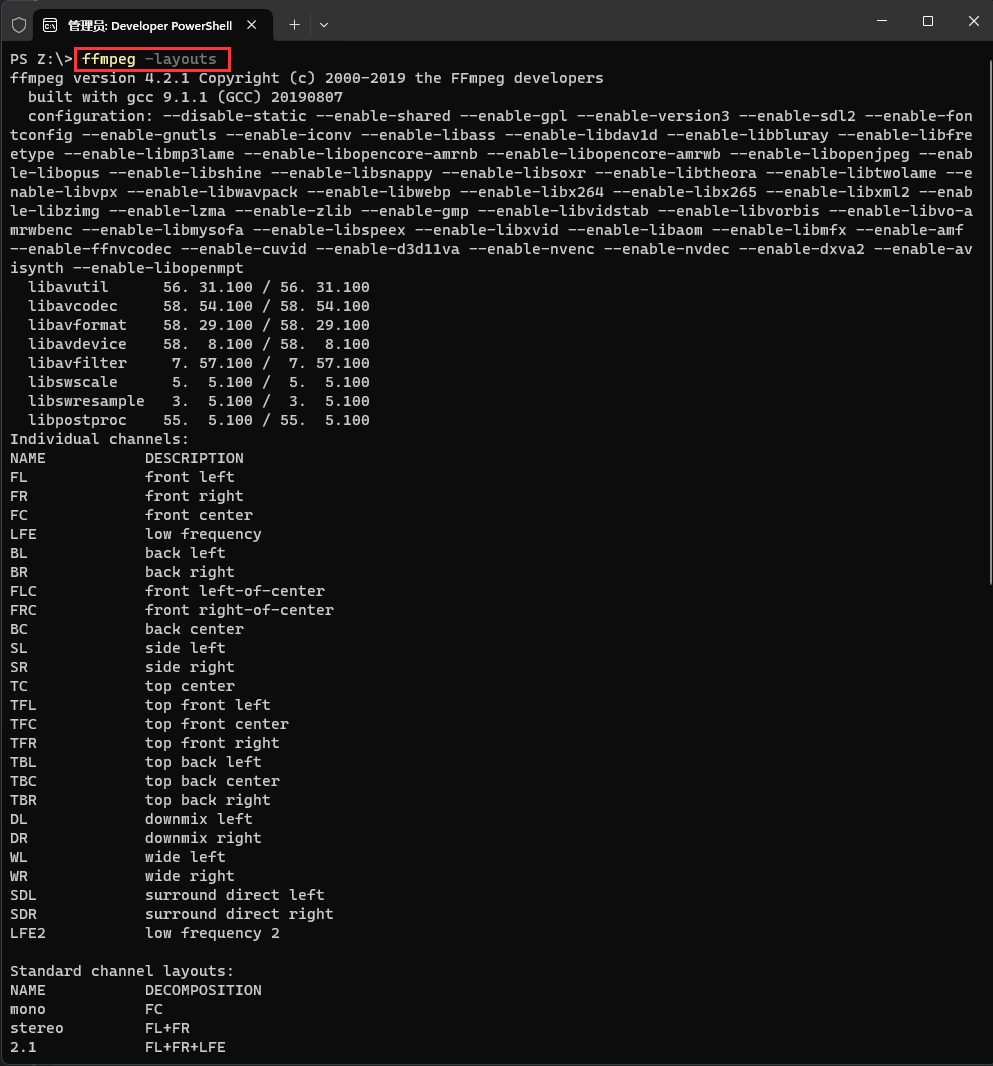 管理员: Developer PowerShell
PS Z:\> ffmpeg -layouts
ffmpeg version 4.2.1 Copyright (c) 2000-2019 the FFmpeg developers
  built with gcc 9.1.1 (GCC) 20190807
  configuration: --disable-static --enable-shared --enable-gpl --enable-version3 --enable-sdl2 --enable-fon
tconfig --enable-gnutls --enable-iconv --enable-libass --enable-libdav1d --enable-libbluray --enable-libfre
etype --enable-libmp3lame --enable-libopencore-amrnb --enable-libopencore-amrwb --enable-libopenjpeg --enab
le-libopus --enable-libshine --enable-libsnappy --enable-libsoxr --enable-libtheora --enable-libtwolame --e
nable-libvpx --enable-libwavpack --enable-libwebp --enable-libx264 --enable-libx265 --enable-libxml2 --enab
le-libzimg --enable-lzma --enable-zlib --enable-gmp --enable-libvidstab --enable-libvorbis --enable-libvo-a
mrwbenc --enable-libmysofa --enable-libspeex --enable-libxvid --enable-libaom --enable-libmfx --enable-amf
--enable-ffnvcodec --enable-cuvid --enable-d3d11va --enable-nvenc --enable-nvdec --enable-dxva2 --enable-av
isynth --enable-libopenmpt
  libavutil      56. 31.100 / 56. 31.100
  libavcodec     58. 54.100 / 58. 54.100
  libavformat    58. 29.100 / 58. 29.100
  libavdevice    58.  8.100 / 58.  8.100
  libavfilter     7. 57.100 /  7. 57.100
  libswscale      5.  5.100 /  5.  5.100
  libswresample   3.  5.100 /  3.  5.100
  libpostproc    55.  5.100 / 55.  5.100
Individual channels:
NAME           DESCRIPTION
FL             front left
FR             front right
FC             front center
LFE            low frequency
BL             back left
BR             back right
FLC            front left-of-center
FRC            front right-of-center
BC             back center
SL             side left
SR             side right
TC             top center
TFL            top front left
TFC            top front center
TFR            top front right
TBL            top back left
TBC            top back center
TBR            top back right
DL             downmix left
DR             downmix right
WL             wide left
WR             wide right
SDL            surround direct left
SDR            surround direct right
LFE2           low frequency 2
Standard channel layouts:
NAME           DECOMPOSITION
mono           FC
stereo         FL+FR
2.1            FL+FR+LFE